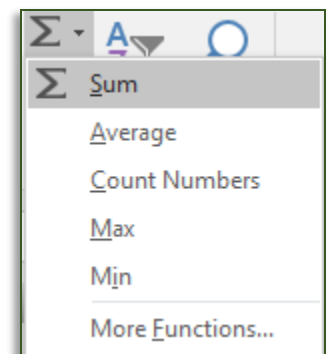 Σ
A
Σ Sum
Average
Count Numbers
Max
Min
More Functions...